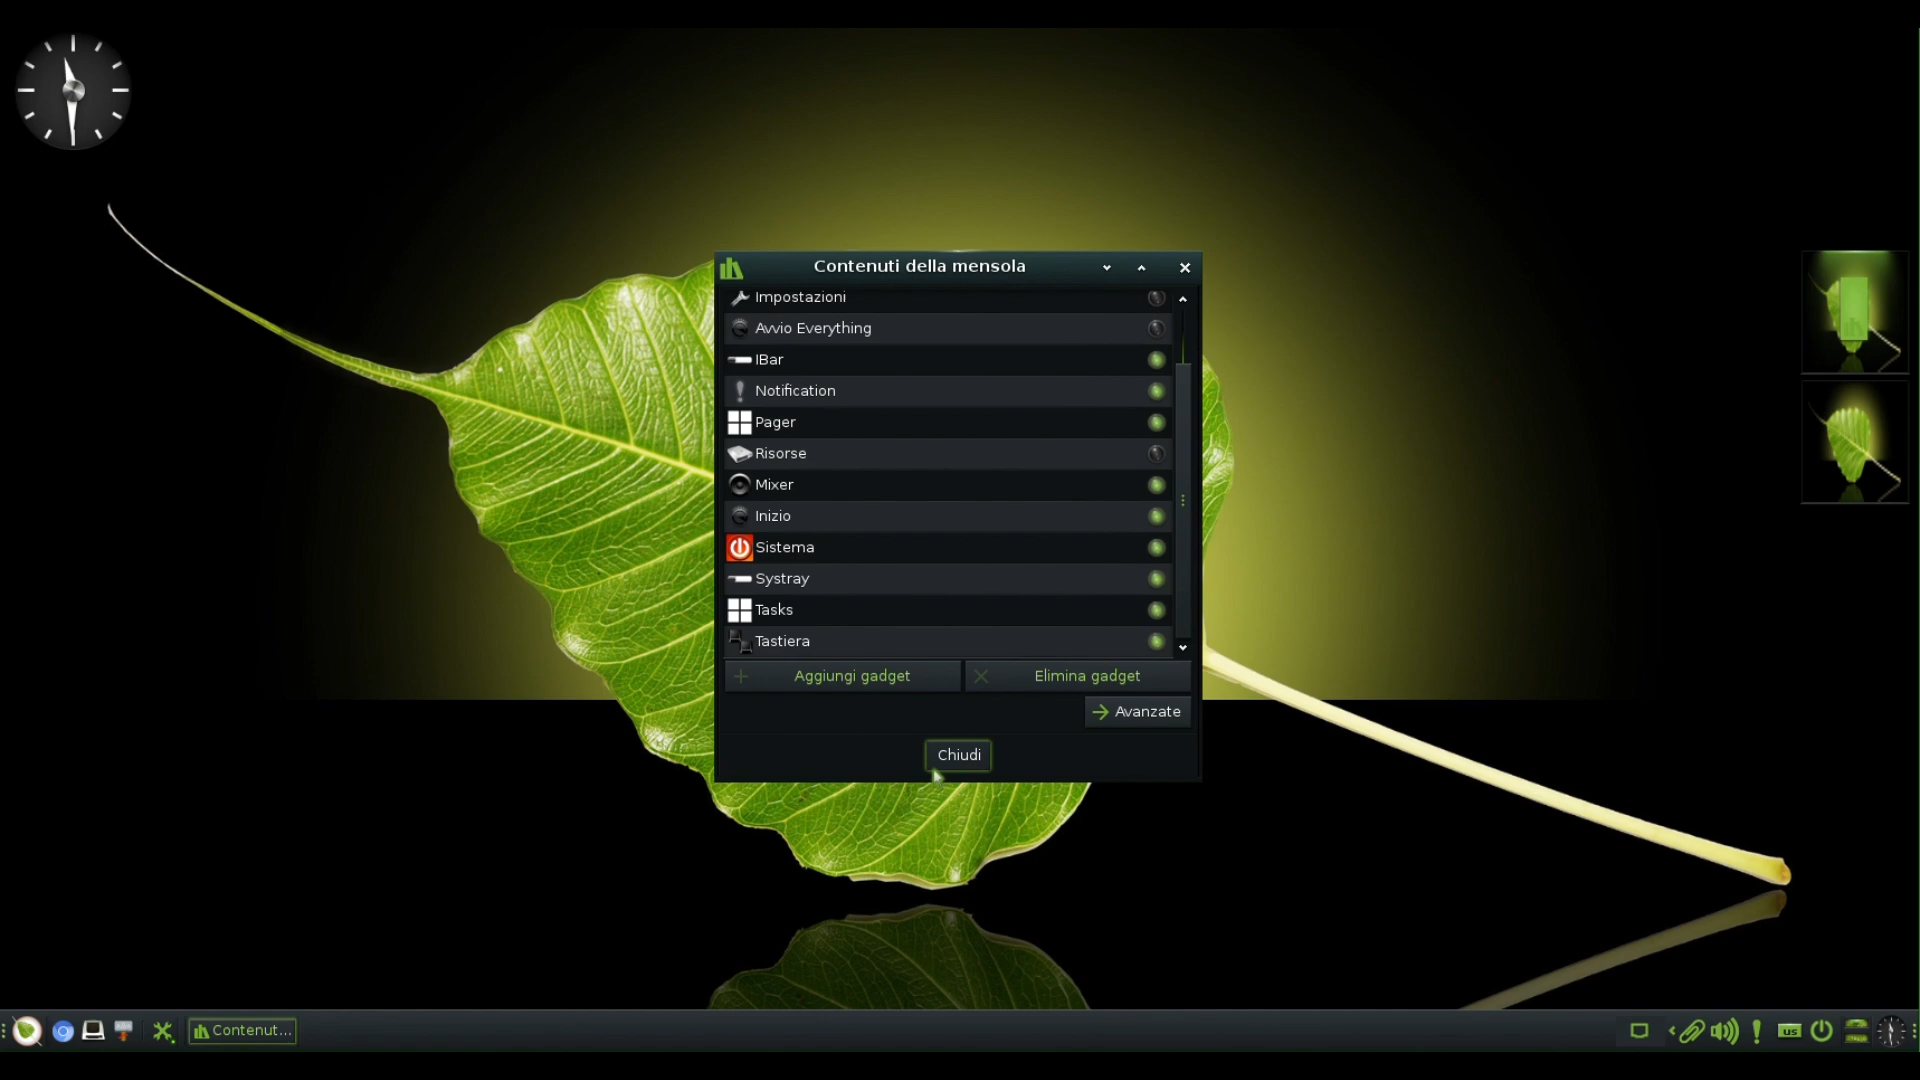 Contenuti della mensola
Impostazioni
Avvio Everything
IBar
Notification
Pager
Risorse
Mixer
Inizio
Sistema
Systray
Tasks
Tastiera
Aggiungi gadget
Elimina gadget
Avanzate
Chiudi
Contenut...
us